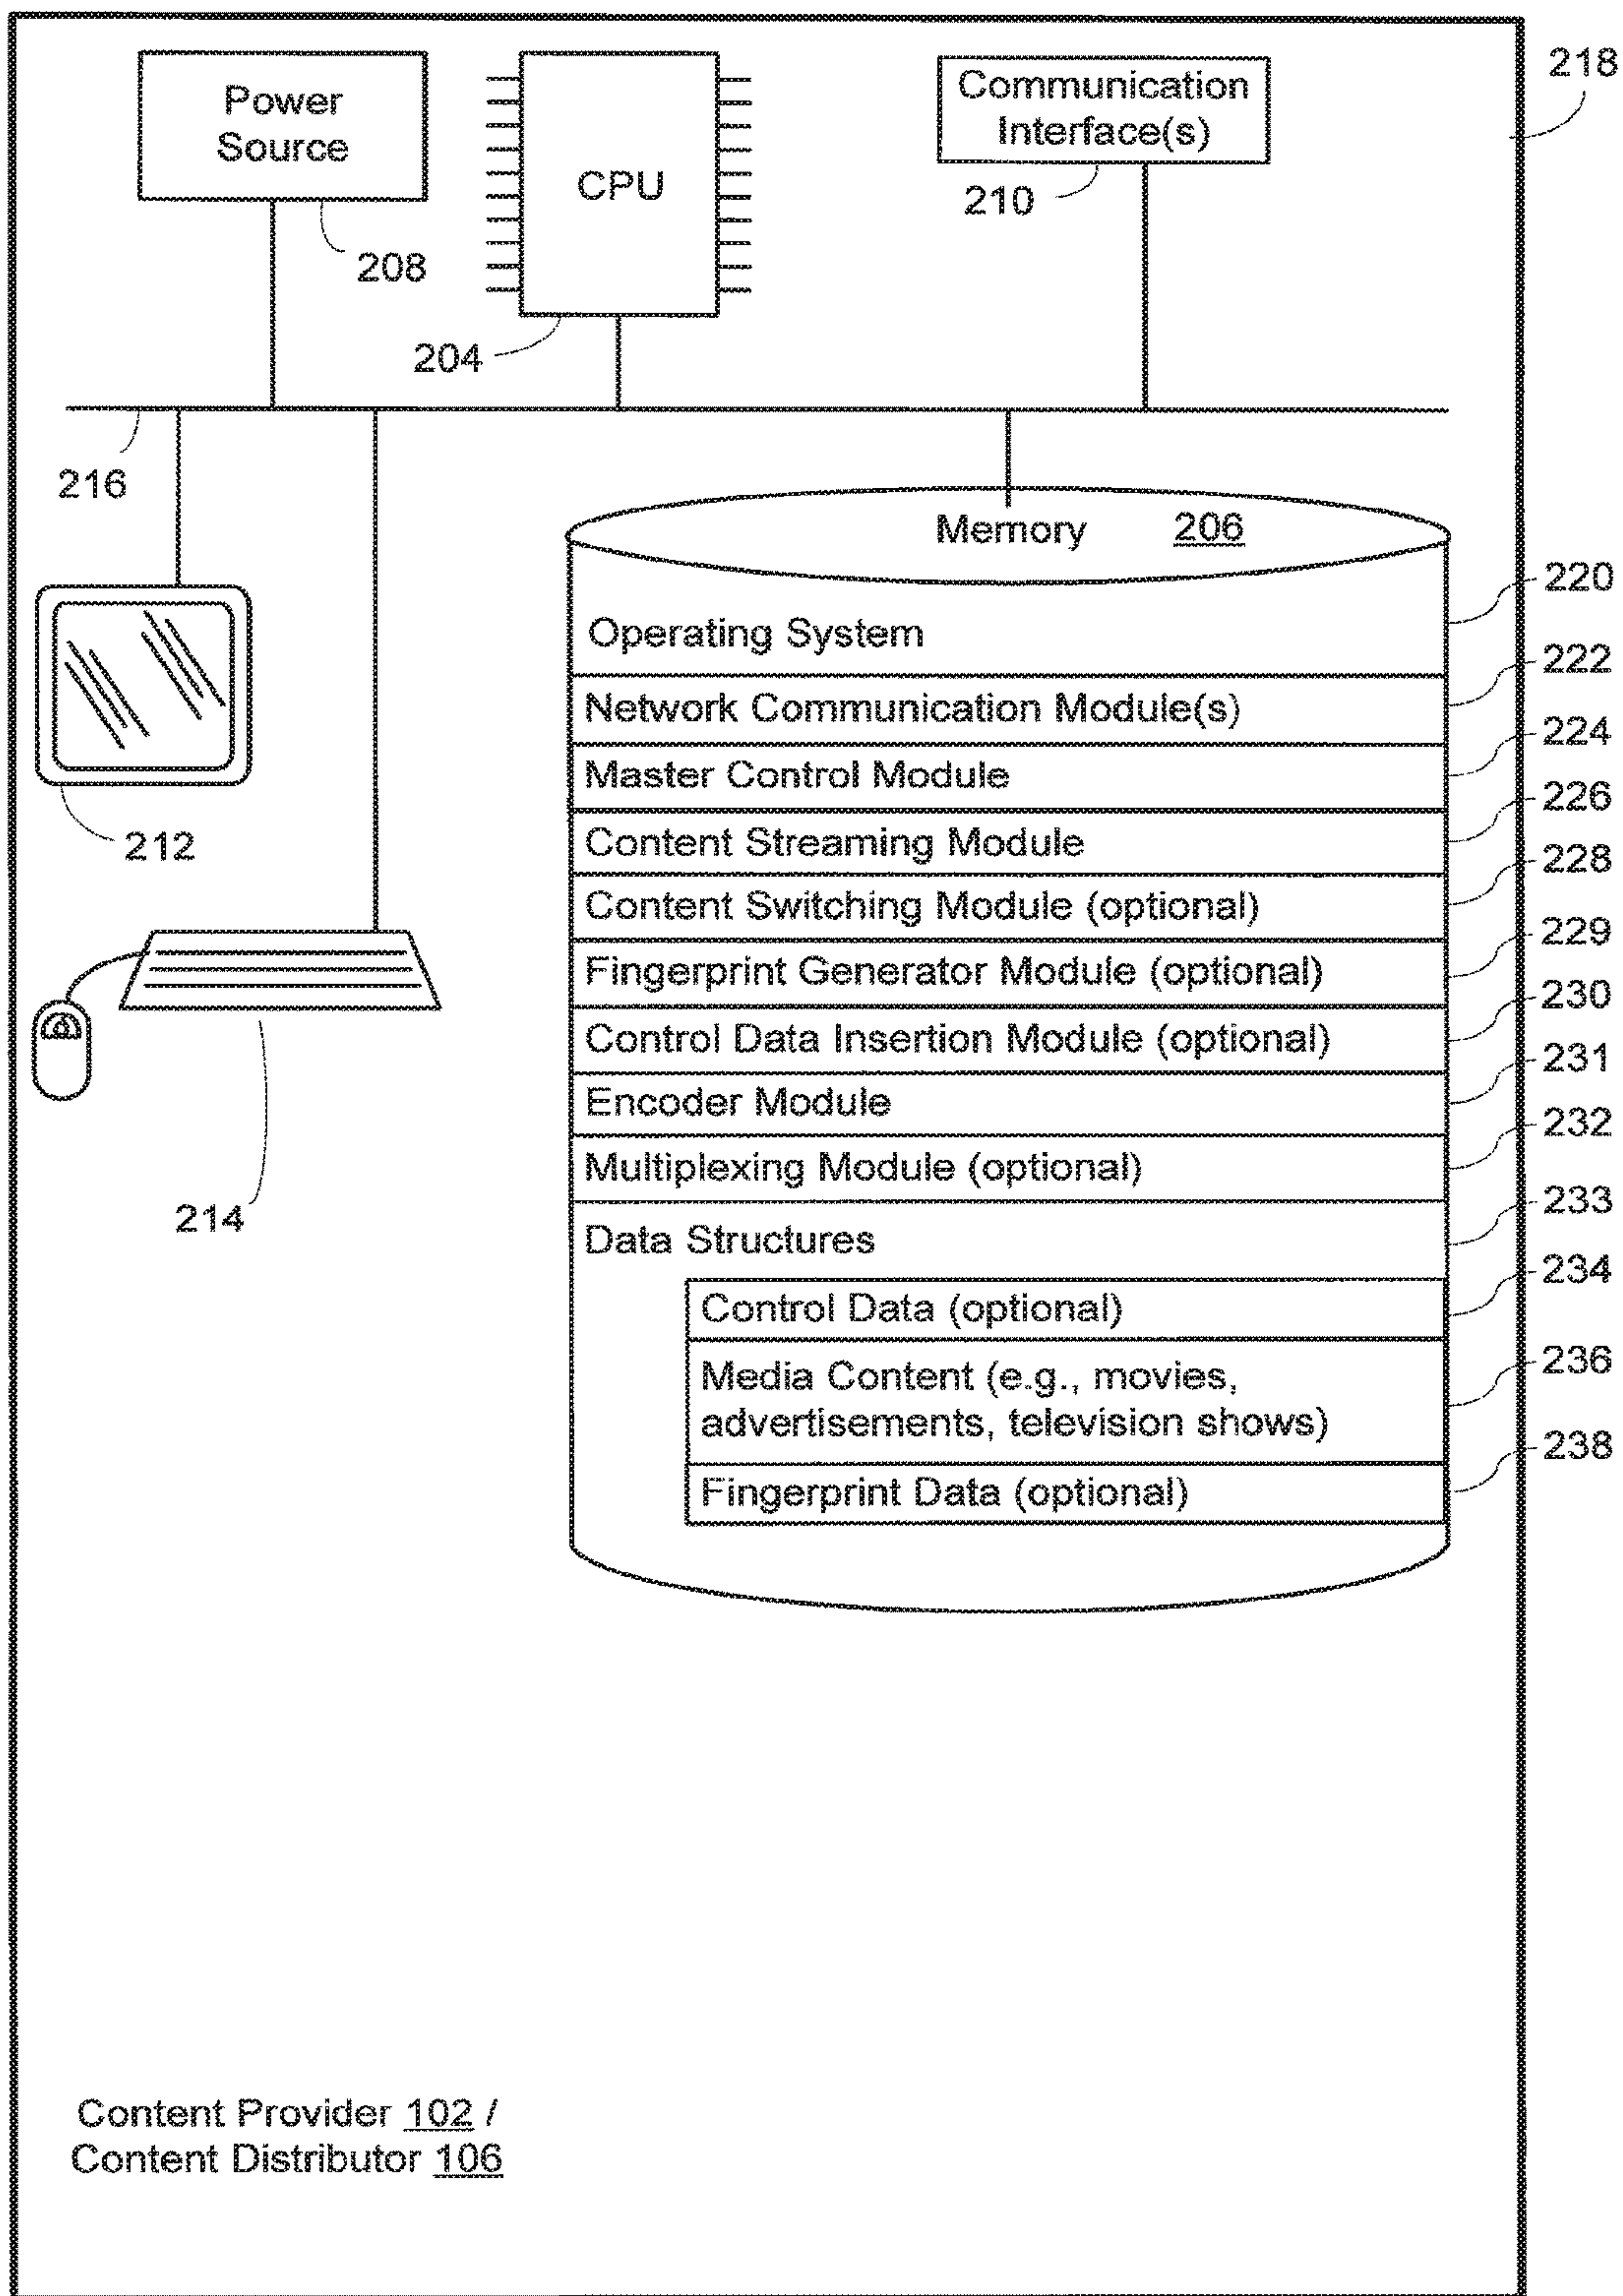 Power
Source
CPU
Communication
Interface(s)
218
210
208
204
216
Memory 206
220
Operating System
222
Network Communication Module(s)
224
Master Control Module
226
Content Streaming Module
228
Content Switching Module (optional)
229
Fingerprint Generator Module (optional)
230
Control Data Insertion Module (optional)
231
Encoder Module
232
Multiplexing Module (optional)
233
Data Structures
234
Control Data (optional)
236
Media Content (e.g., movies,
advertisements, television shows)
238
Fingerprint Data (optional)
212
214
Content Provider 102 /
Content Distributor 106